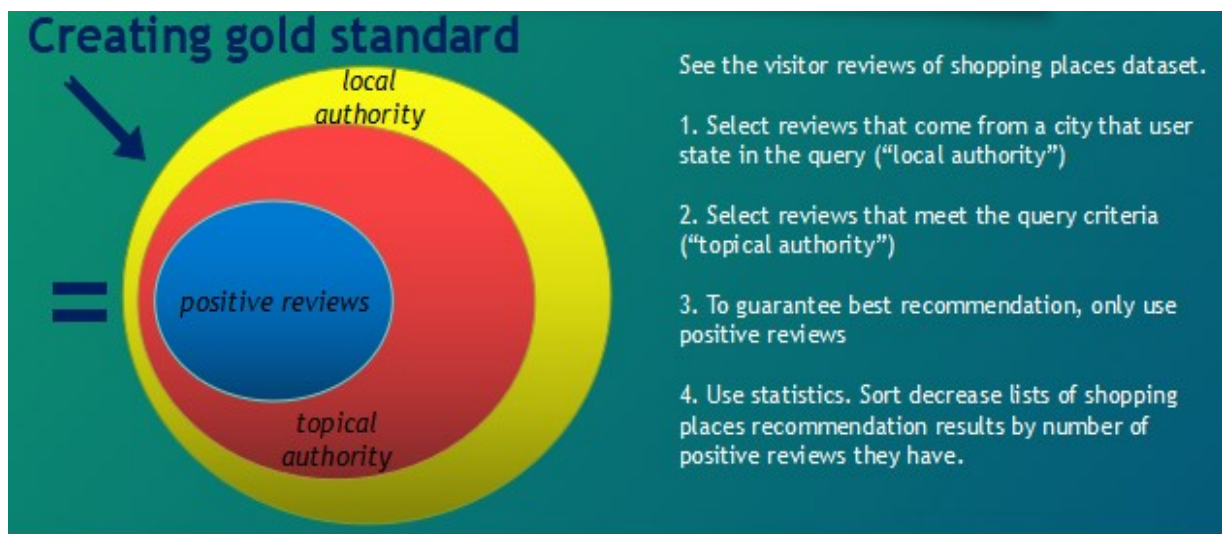 Creating gold standard
local
authority
positive reviews
topical
authority
=
See the visitor reviews of shopping places dataset.
1. Select reviews that come from a city that user
state in the query (“local authority”)
2. Select reviews that meet the query criteria
(“topical authority”)
3. To guarantee best recommendation, only use
positive reviews
4. Use statistics. Sort decrease lists of shopping
places recommendation results by number of
positive reviews they have.